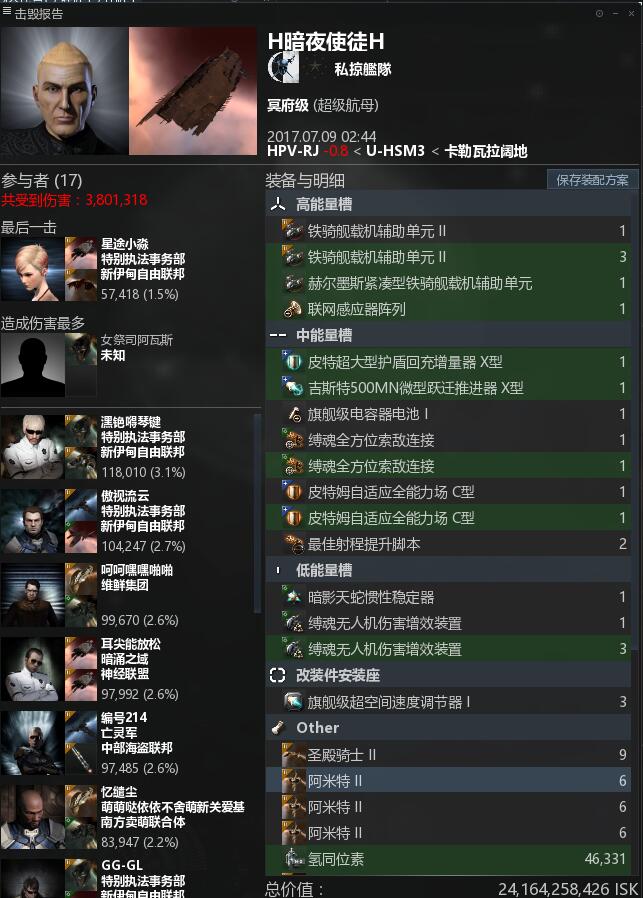 击毁报告
H暗夜使徒H
私掠艦隊
冥府级 (超级航母)
2017.07.09 02:44
HPV-RJ -0.8 < U-HSM3 < 卡勒瓦拉阔地
参与者 (17)
共受到伤害：3,801,318
最后一击
星途小淼
特别执法事务部
新伊甸自由联邦
57,418 (1.5%)
造成伤害最多
女祭司阿瓦斯
未知
特别执法事务部
新伊甸自由联邦
118,010 (3.1%)
傲视流云
特别执法事务部
新伊甸自由联邦
104,247 (2.7%)
呵呵嘿嘿啪啪
维鲜集团
99,670 (2.6%)
耳尖能放松
暗涌之域
神经联盟
97,992 (2.6%)
编号214
亡灵军
中部海盗联邦
97,485 (2.6%)
忆缱尘
萌萌哒依依不舍萌新关爱基
南方卖萌联合体
83,947 (2.2%)
GG-GL
特别执法事务部
新伊甸自由联邦
装备与明细
保存装配方案
高能量槽
铁骑舰载机辅助单元 II 1
铁骑舰载机辅助单元 II 3
赫尔墨斯紧凑型铁骑舰载机辅助单元 1
联网感应器阵列 1
中能量槽
皮特超大型护盾回充增量器 X型 1
吉斯特500MN微型跃迁推进器 X型 1
旗舰级电容器电池 I 1
缚魂全方位索敌连接 1
缚魂全方位索敌连接 1
皮特姆自适应全能力场 C型 1
皮特姆自适应全能力场 C型 1
最佳射程提升脚本 2
低能量槽
暗影天蛇惯性稳定器 1
缚魂无人机伤害增效装置 1
缚魂无人机伤害增效装置 3
改装件安装座
旗舰级超空间速度调节器 I 3
Other
圣殿骑士 II 9
阿米特 II 6
阿米特 II 6
阿米特 II 6
氢同位素 46,331
总价值： 24,164,258,426 ISK